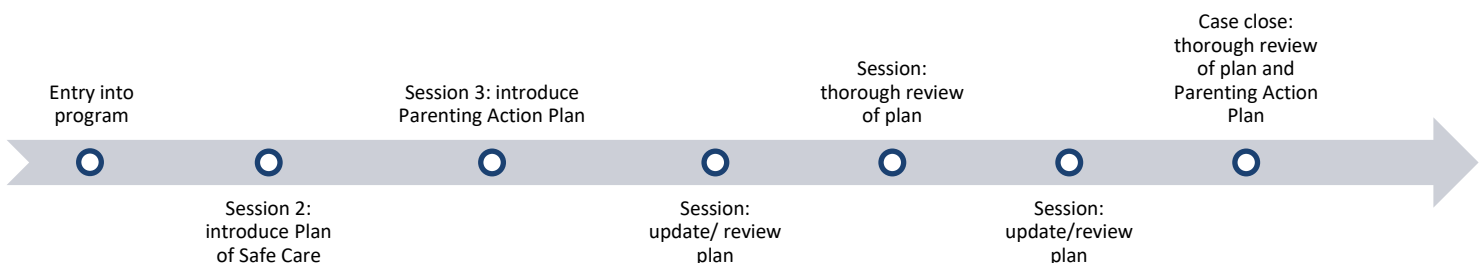 Entry into
program
Session 2:
introduce Plan
of Safe Care
Session 3: introduce
Parenting Action Plan
Session:
update/ review
plan
Session:
thorough review
of plan
Session:
update/review
plan
Case close:
thorough review
of plan and
Parenting Action
Plan